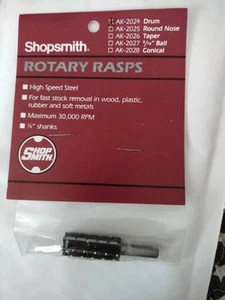 AK-2024 Drum
AK-2025 Round Nose
AK-2026 Taper
AK-2027 5/16" Ball
AK-2028 Conical
Shopsmith®
ROTARY RASPS
High Speed Steel
For fast stock removal in wood, plastic,
rubber and soft metals
Maximum 30,000 RPM
1/4" shanks
SHOP
SMITH